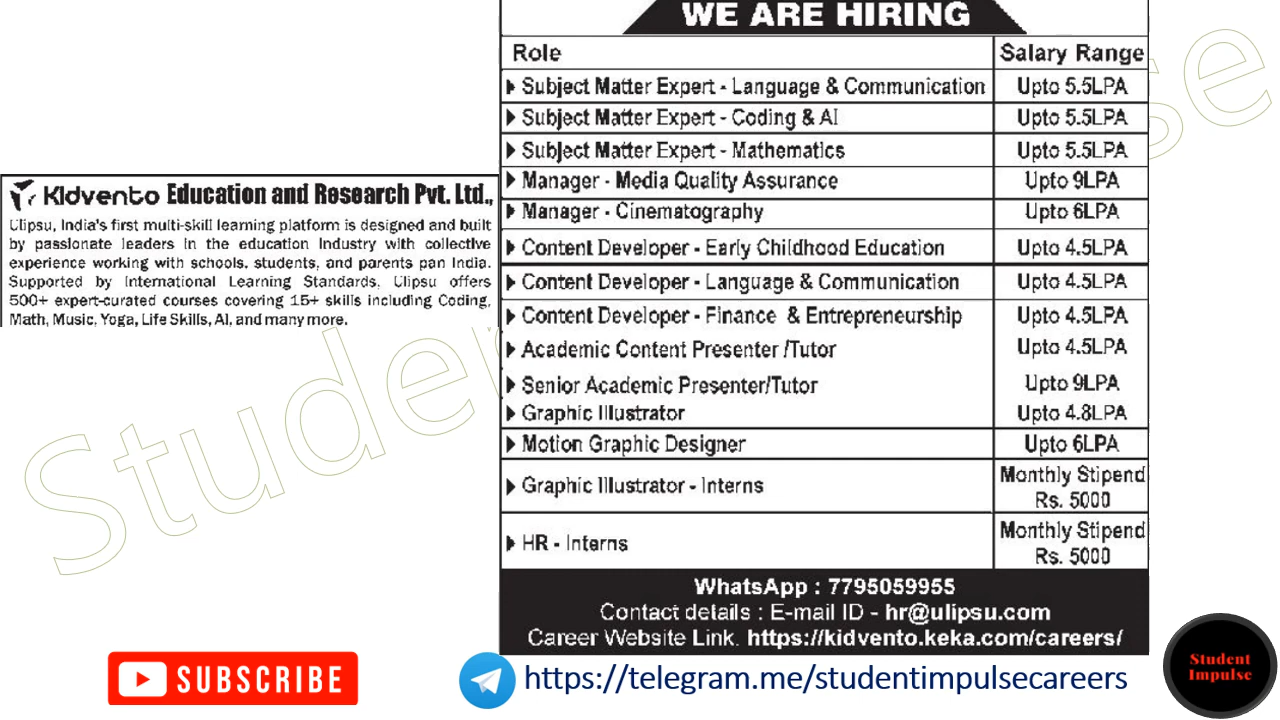 Kidvento Education and Research Pvt. Ltd.,
Ulipsu, India's first multi-skill learning platform is designed and built
by passionate leaders in the education industry with collective
experience working with schools, students, and parents pan India.
Supported by International Learning Standards, Ulipsu offers
500+ expert-curated courses covering 15+ skills including Coding,
Math, Music, Yoga, Life Skills, AI, and many more.
WE ARE HIRING
Role Salary Range
Subject Matter Expert - Language & Communication Upto 5.5LPA
Subject Matter Expert - Coding & AI Upto 5.5LPA
Subject Matter Expert - Mathematics Upto 5.5LPA
Manager - Media Quality Assurance Upto 9LPA
Manager - Cinematography Upto 6LPA
Content Developer - Early Childhood Education Upto 4.5LPA
Content Developer - Language & Communication Upto 4.5LPA
Content Developer - Finance & Entrepreneurship Upto 4.5LPA
Academic Content Presenter /Tutor Upto 4.5LPA
Senior Academic Presenter/Tutor Upto 9LPA
Graphic Illustrator Upto 4.8LPA
Motion Graphic Designer Upto 6LPA
Graphic Illustrator - Interns Monthly Stipend
Rs. 5000
HR - Interns Monthly Stipend
Rs. 5000
WhatsApp : 7795059955
Contact details : E-mail ID - hr@ulipsu.com
Career Website Link. https://kidvento.keka.com/careers/
SUBSCRIBE
https://telegram.me/studentimpulsecareers
Student
Impulse